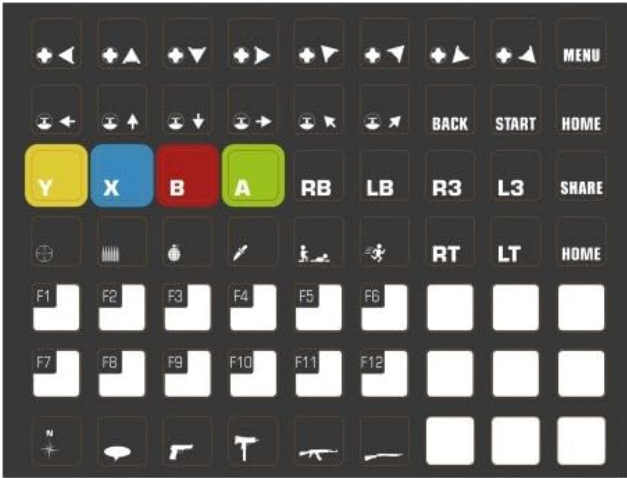 MENU
BACK START HOME
Y X B A RB LB R3 L3 SHARE
RT LT HOME
F1 F2 F3 F4 F5 F6
F7 F8 F9 F10 F11 F12
N